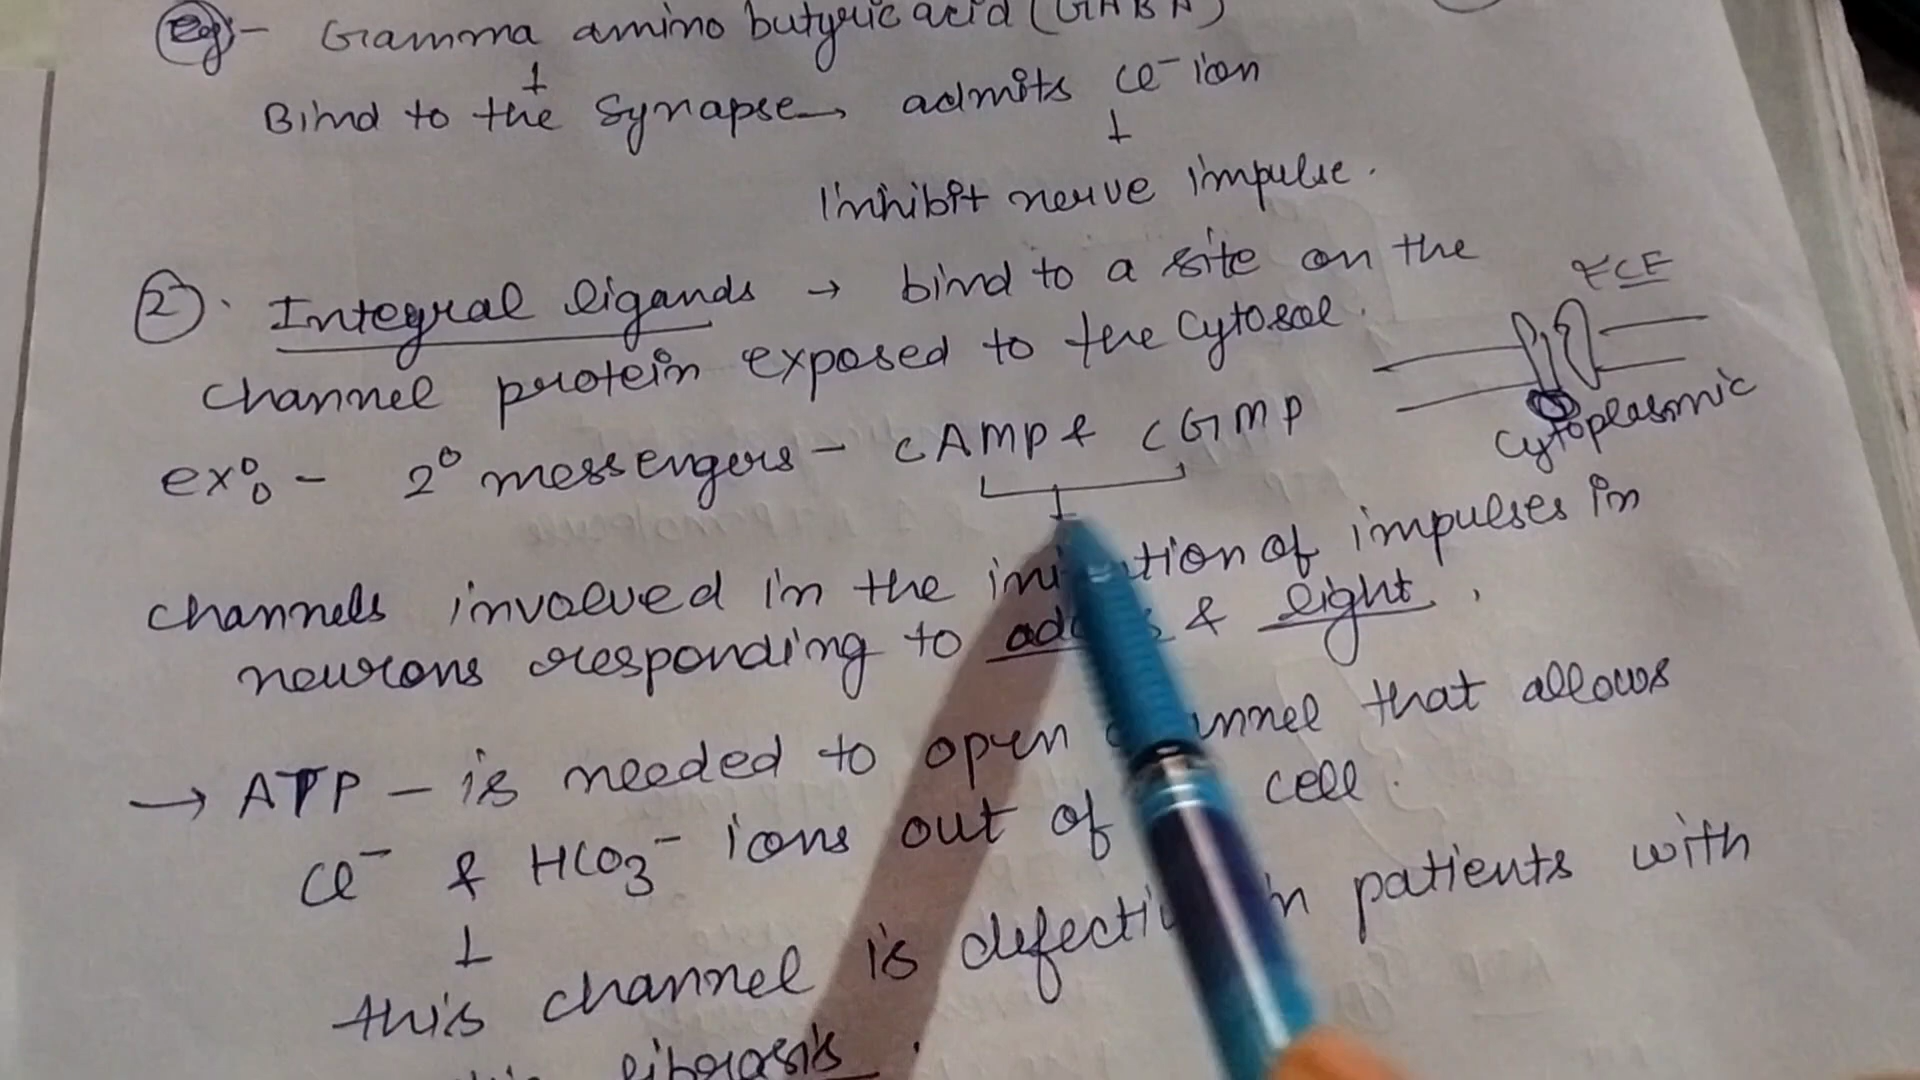 eg:- Gamma amino butyric acid (GABA)
Bind to the synapse → admits Cl⁻ ion
Inhibit nerve impulse.
② Integral ligands → bind to a site on the
channel protein exposed to the cytosol.
ECF
cytoplasmic
ex:- 2° messengers - cAMP & cGMP
channels involved in the of impulses in
neurons responding to & light.
→ ATP - is needed to open that allows
Cl⁻ & HCO3⁻ ions out of cell.
this channel is in patients with
fibrosis.